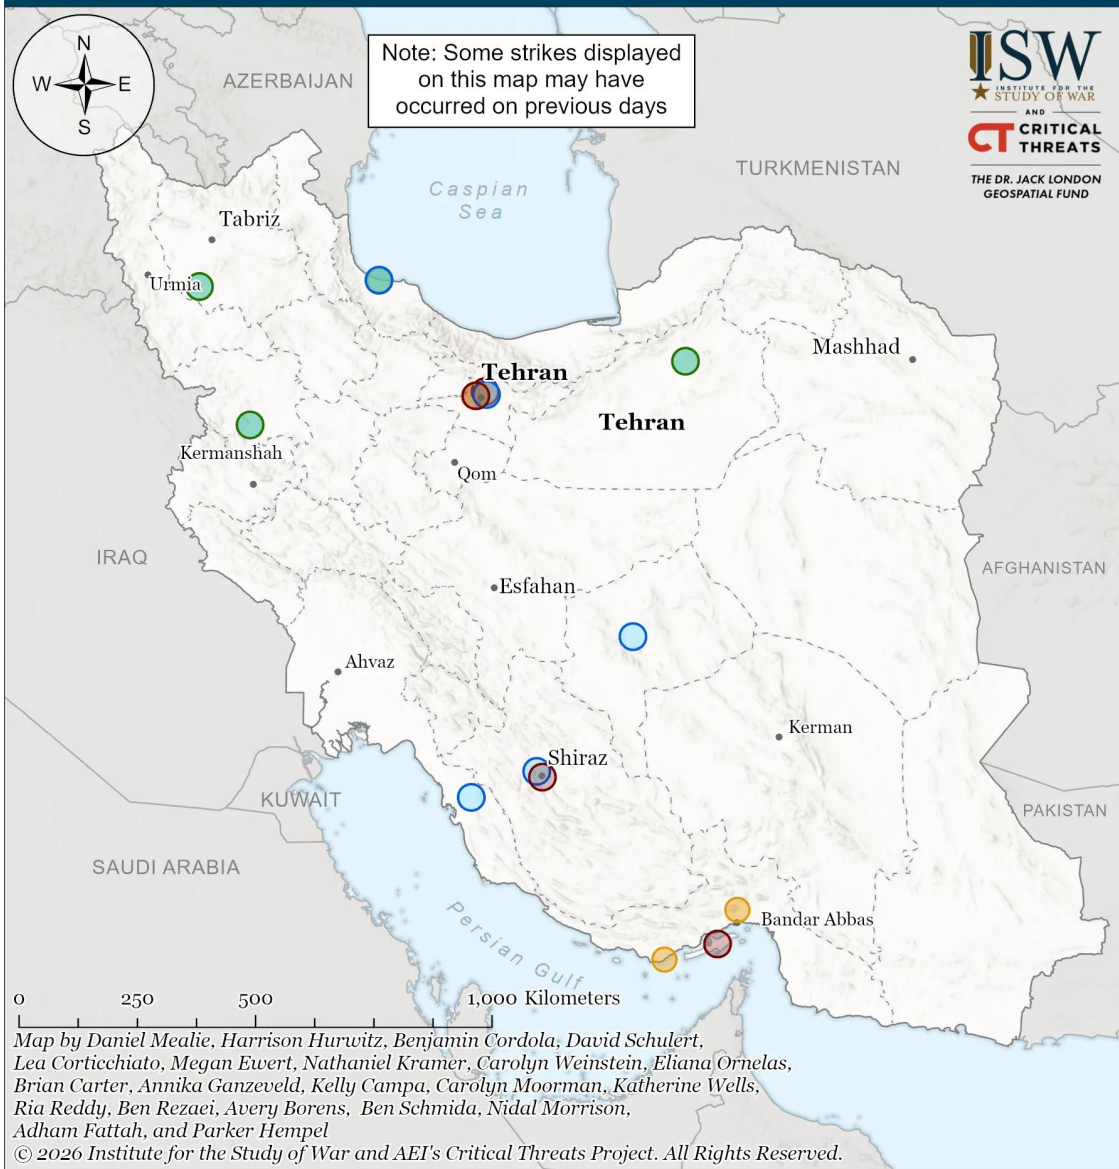 N
W E
S
AZERBAIJAN
Note: Some strikes displayed
on this map may have
occurred on previous days
ISW
INSTITUTE FOR THE
STUDY OF WAR
AND
CT CRITICAL
THREATS
THE DR. JACK LONDON
GEOSPATIAL FUND
TURKMENISTAN
Caspian
Sea
Tabriz
Urmia
Mashhad
Tehran
Tehran
Kermanshah
Qom
IRAQ
AFGHANISTAN
Esfahan
Ahvaz
Kerman
Shiraz
KUWAIT
PAKISTAN
SAUDI ARABIA
Bandar Abbas
Persian Gulf
0 250 500 1,000 Kilometers
Map by Daniel Mealie, Harrison Hurwitz, Benjamin Cordola, David Schulert,
Lea Corticchiato, Megan Ewert, Nathaniel Kramer, Carolyn Weinstein, Eliana Ornelas,
Brian Carter, Annika Ganzeveld, Kelly Campa, Carolyn Moorman, Katherine Wells,
Ria Reddy, Ben Rezaei, Avery Borens, Ben Schmida, Nidal Morrison,
Adham Fattah, and Parker Hempel
© 2026 Institute for the Study of War and AEI's Critical Threats Project. All Rights Reserved.